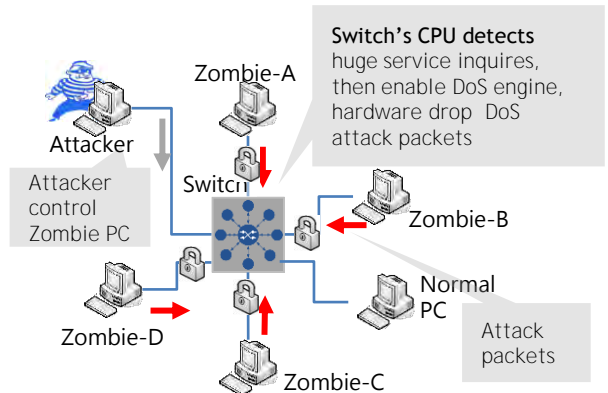 Switch's CPU detects
huge service inquires,
then enable DoS engine,
hardware drop DoS
attack packets
Zombie-A
Attacker
Attacker
control
Zombie PC
Switch
Zombie-B
Normal
PC
Zombie-D
Attack
packets
Zombie-C